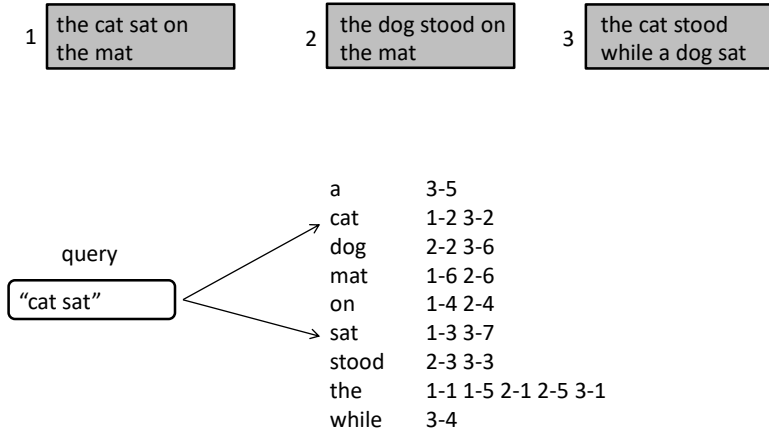 1
the cat sat on
the mat
2
the dog stood on
the mat
3
the cat stood
while a dog sat
query
“cat sat”
a 3-5
cat 1-2 3-2
dog 2-2 3-6
mat 1-6 2-6
on 1-4 2-4
sat 1-3 3-7
stood 2-3 3-3
the 1-1 1-5 2-1 2-5 3-1
while 3-4